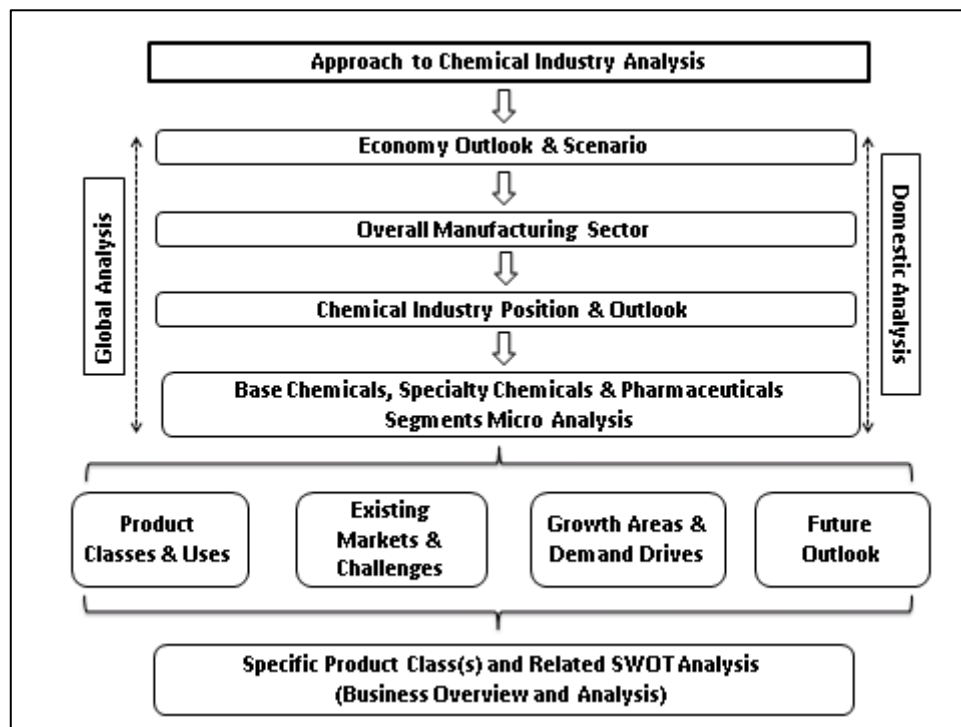 Approach to Chemical Industry Analysis
Economy Outlook & Scenario
Overall Manufacturing Sector
Chemical Industry Position & Outlook
Base Chemicals, Specialty Chemicals & Pharmaceuticals
Segments Micro Analysis
Global Analysis
Domestic Analysis
Product
Classes & Uses
Existing
Markets &
Challenges
Growth Areas &
Demand Drives
Future
Outlook
Specific Product Class(s) and Related SWOT Analysis
(Business Overview and Analysis)